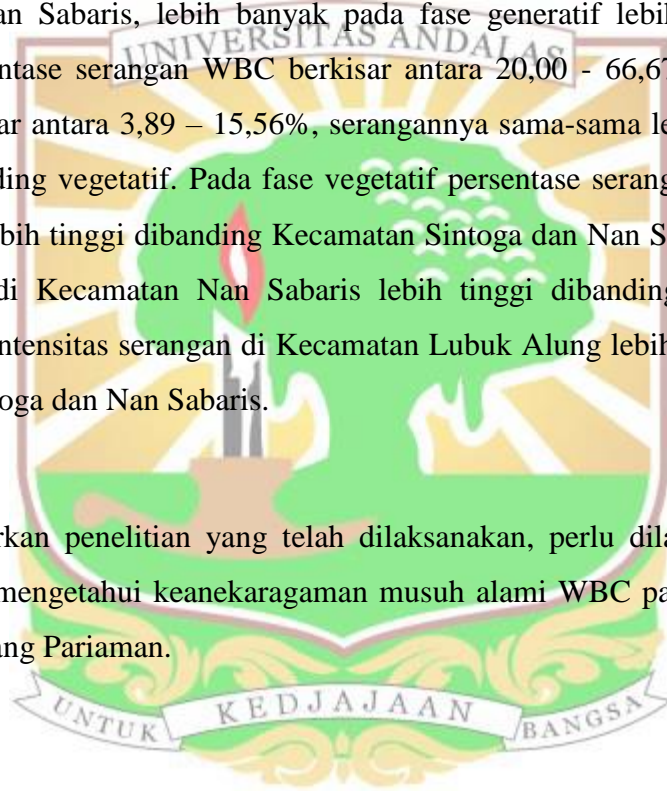 an Sabaris, lebih banyak pada fase generatif lebih
UNIVERSITAS ANDALAS
ntase serangan WBC berkisar antara 20,00 - 66,67
ar antara 3,89 – 15,56%, serangannya sama-sama le
ding vegetatif. Pada fase vegetatif persentase serang
bih tinggi dibanding Kecamatan Sintoga dan Nan S
di Kecamatan Nan Sabaris lebih tinggi dibanding
intensitas serangan di Kecamatan Lubuk Alung lebih
oga dan Nan Sabaris.
rkan penelitian yang telah dilaksanakan, perlu dila
mengetahui keanekaragaman musuh alami WBC pa
ang Pariaman.
UNTUK KEDJAJAAN BANGSA